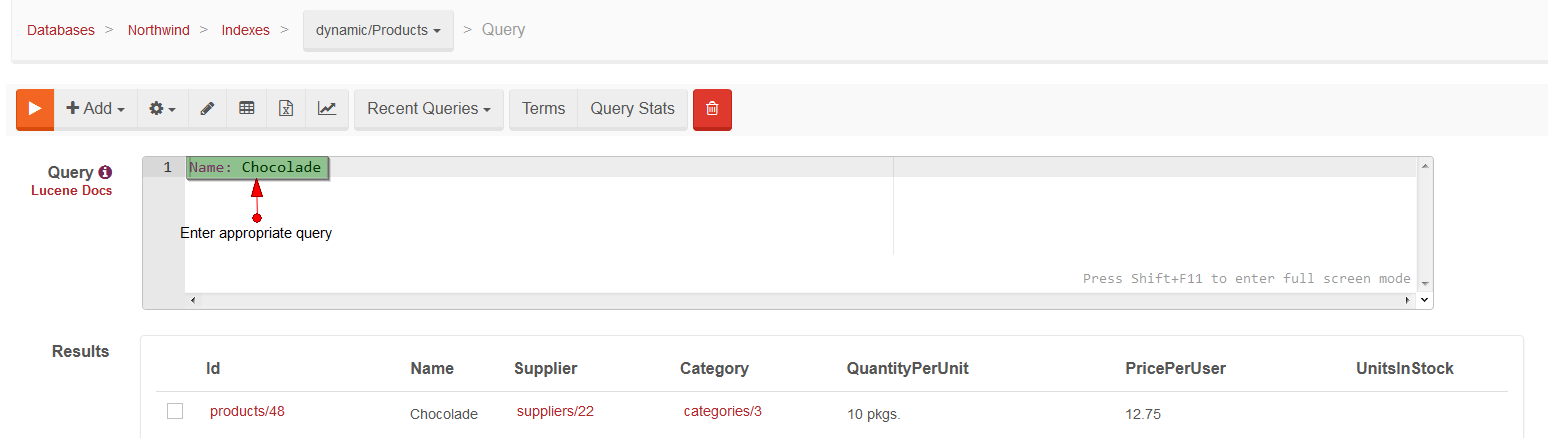 Databases > Northwind > Indexes > dynamic/Products > Query
Add Recent Queries Terms Query Stats
Query 1 Name: Chocolade
Lucene Docs
Enter appropriate query
Press Shift+F11 to enter full screen mode
Results
Id Name Supplier Category QuantityPerUnit PricePerUser UnitsInStock
products/48 Chocolade suppliers/22 categories/3 10 pkgs. 12.75